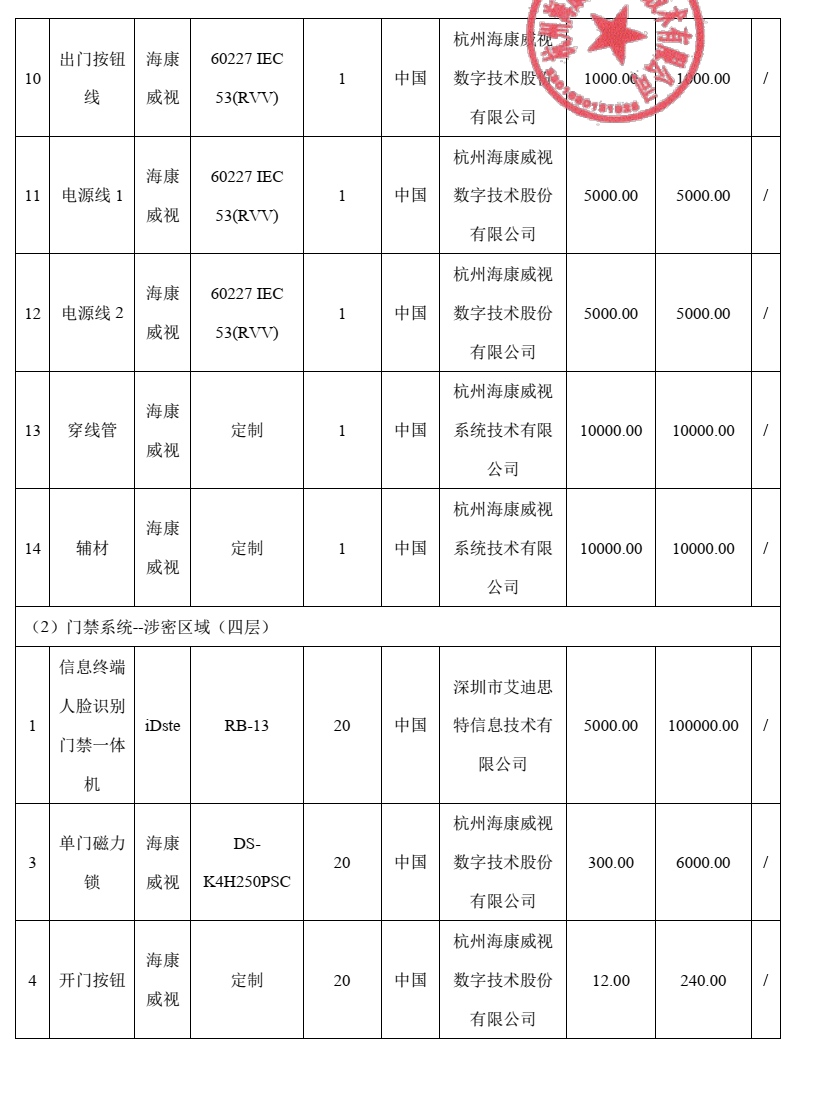 10 出门按钮线 海康威视 60227 IEC 53(RVV) 1 中国 杭州海康威视数字技术股份有限公司 1000.00 1000.00 /
11 电源线 1 海康威视 60227 IEC 53(RVV) 1 中国 杭州海康威视数字技术股份有限公司 5000.00 5000.00 /
12 电源线 2 海康威视 60227 IEC 53(RVV) 1 中国 杭州海康威视数字技术股份有限公司 5000.00 5000.00 /
13 穿线管 海康威视 定制 1 中国 杭州海康威视系统技术有限公司 10000.00 10000.00 /
14 辅材 海康威视 定制 1 中国 杭州海康威视系统技术有限公司 10000.00 10000.00 /
（2）门禁系统--涉密区域（四层）
1 信息终端人脸识别门禁一体机 iDste RB-13 20 中国 深圳市艾迪思特信息技术有限公司 5000.00 100000.00 /
3 单门磁力锁 海康威视 DS-K4H250PSC 20 中国 杭州海康威视数字技术股份有限公司 300.00 6000.00 /
4 开门按钮 海康威视 定制 20 中国 杭州海康威视数字技术股份有限公司 12.00 240.00 /